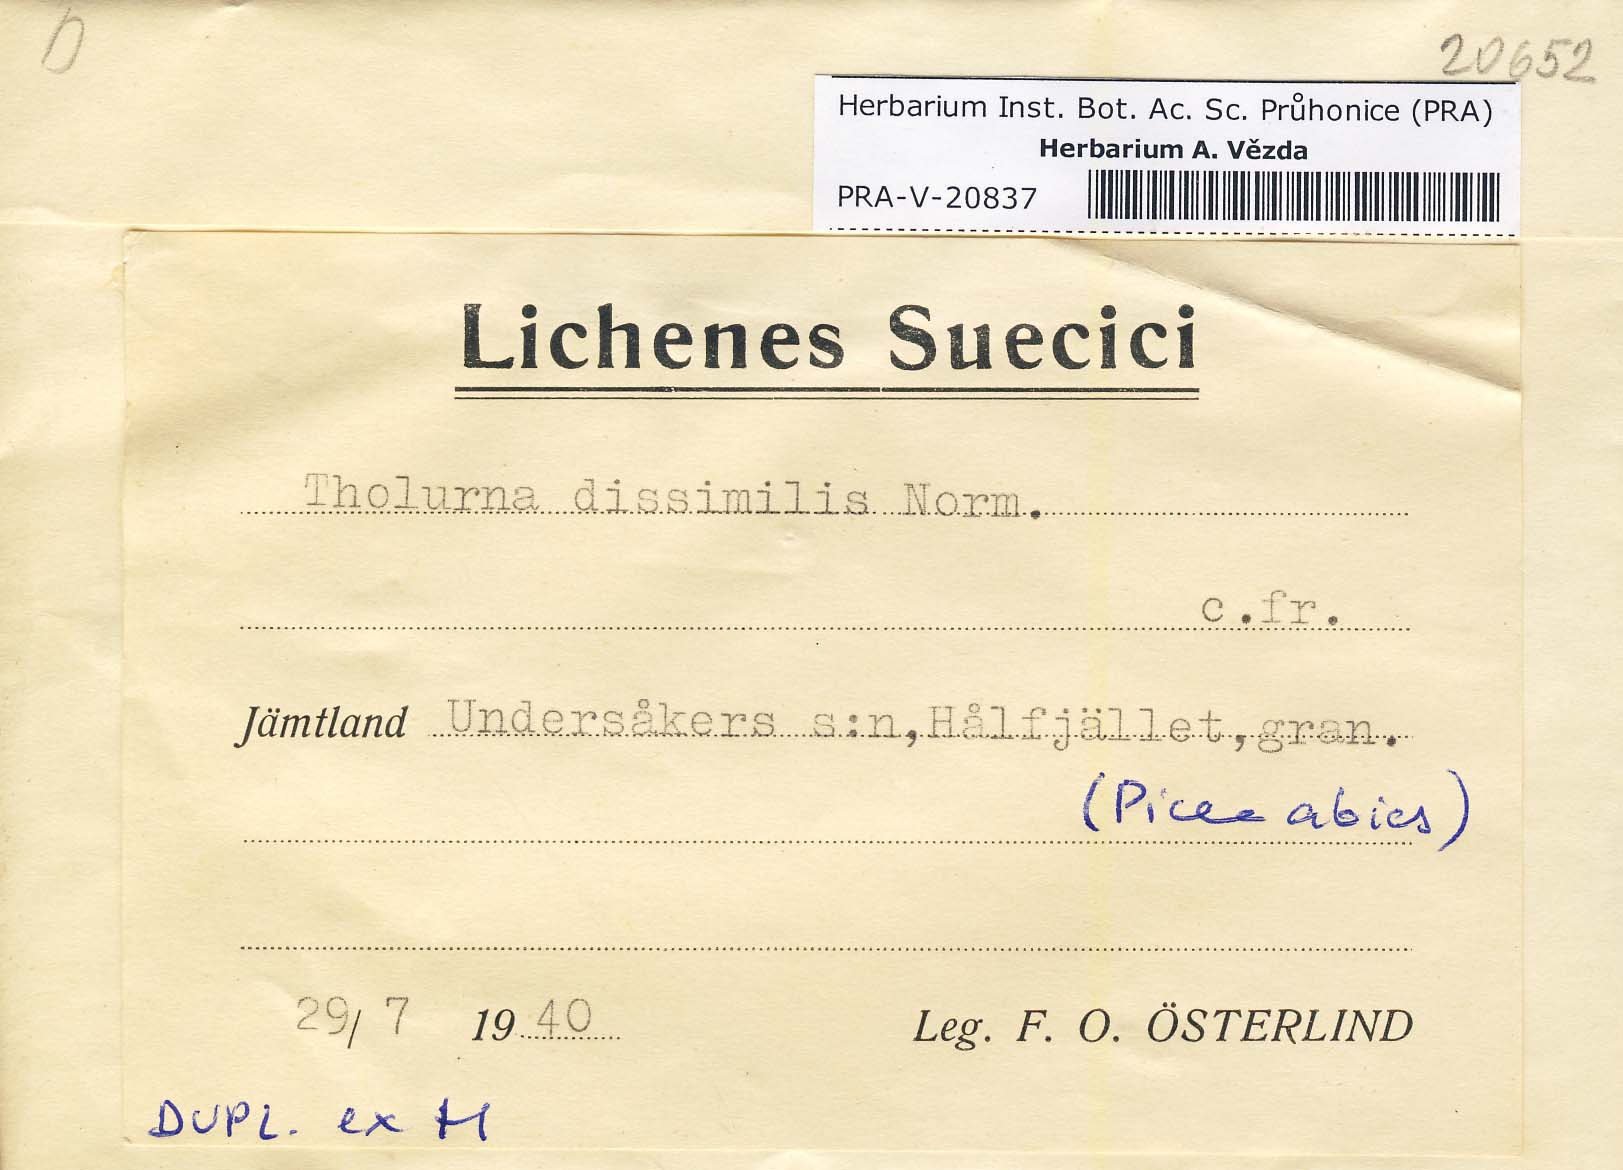 D
20652
Herbarium Inst. Bot. Ac. Sc. Průhonice (PRA)
Herbarium A. Vězda
PRA-V-20837
Lichenes Suecici
Tholurna dissimilis Norm.
c.fr.
Jämtland Undersåkers s:n,Hålfjället,gran.
(Picea abies)
29/ 7 1940
Leg. F. O. ÖSTERLIND
DUPL. ex H